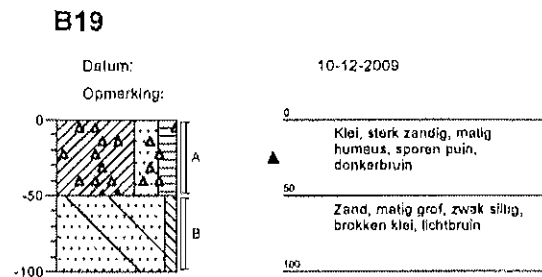 B19
Datum: 10-12-2009
Opmerking:
0
-50
-100
A
B
0
Klei, sterk zandig, matig
humeus, sporen puin,
donkerbruin
50
Zand, matig grof, zwak siltig,
brokken klei, lichtbruin
100